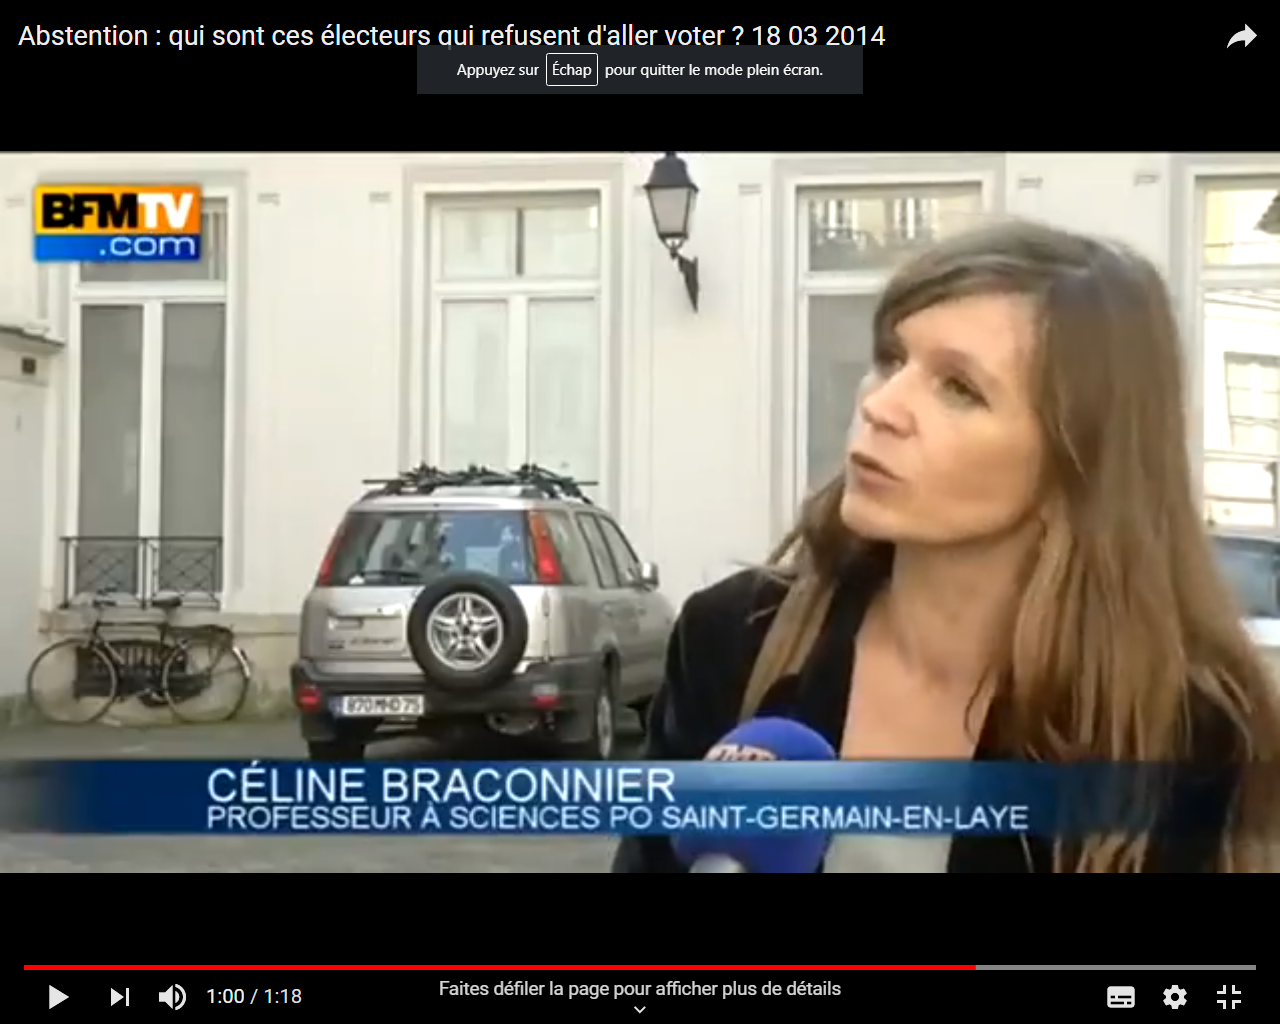 Abstention : qui sont ces électeurs qui refusent d'aller voter ? 18 03 2014
Appuyez sur Échap pour quitter le mode plein écran.
BFMTV
.com
870MHD75
CÉLINE BRACONNIER
PROFESSEUR À SCIENCES PO SAINT-GERMAIN-EN-LAYE
1:00 / 1:18
Faites défiler la page pour afficher plus de détails